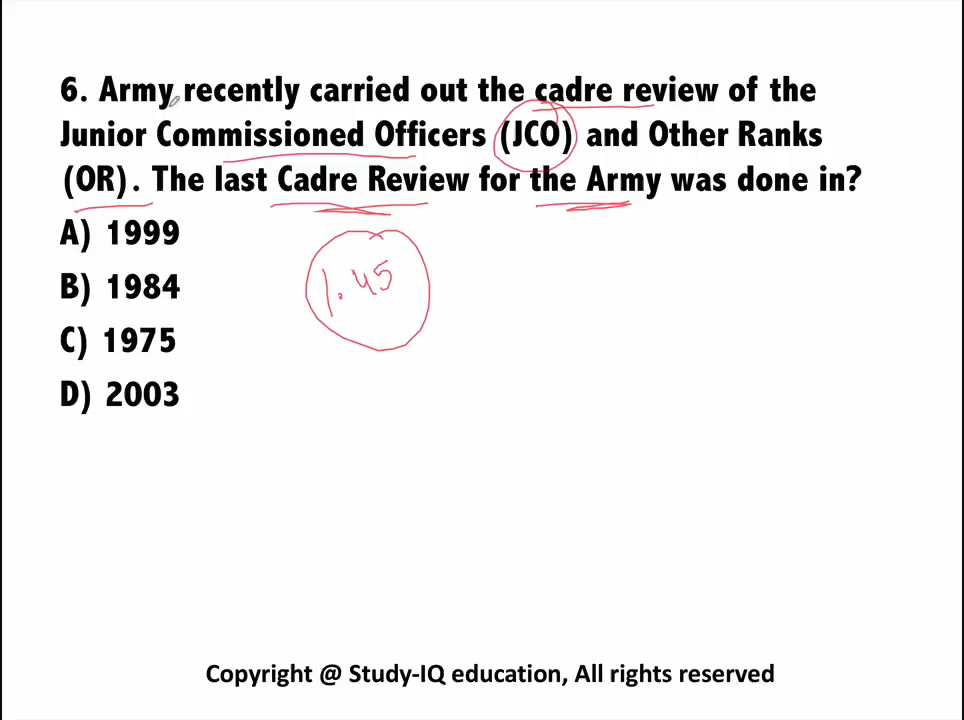 6. Army recently carried out the cadre review of the
Junior Commissioned Officers (JCO) and Other Ranks
(OR). The last Cadre Review for the Army was done in?
A) 1999
1.45
B) 1984
C) 1975
D) 2003
Copyright @ Study-IQ education, All rights reserved